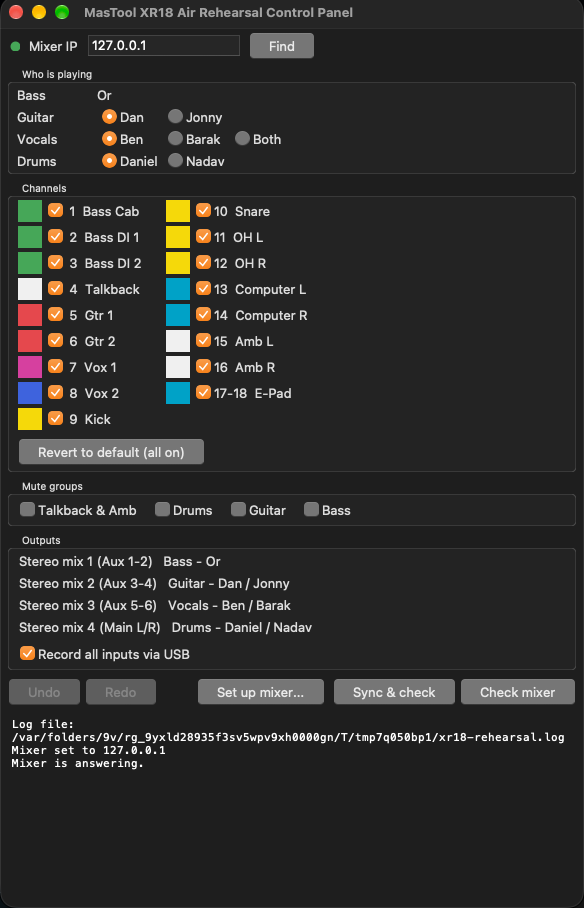 MasTool XR18 Air Rehearsal Control Panel
Mixer IP 127.0.0.1 Find
Who is playing
Bass Or
Guitar Dan Jonny
Vocals Ben Barak Both
Drums Daniel Nadav
Channels
1 Bass Cab 10 Snare
2 Bass DI 1 11 OH L
3 Bass DI 2 12 OH R
4 Talkback 13 Computer L
5 Gtr 1 14 Computer R
6 Gtr 2 15 Amb L
7 Vox 1 16 Amb R
8 Vox 2 17-18 E-Pad
9 Kick
Revert to default (all on)
Mute groups
Talkback & Amb Drums Guitar Bass
Outputs
Stereo mix 1 (Aux 1-2) Bass - Or
Stereo mix 2 (Aux 3-4) Guitar - Dan / Jonny
Stereo mix 3 (Aux 5-6) Vocals - Ben / Barak
Stereo mix 4 (Main L/R) Drums - Daniel / Nadav
Record all inputs via USB
Undo Redo Set up mixer... Sync & check Check mixer
Log file:
/var/folders/9v/rg_9yxld28935f3sv5wpv9xh0000gn/T/tmp7q050bp1/xr18-rehearsal.log
Mixer set to 127.0.0.1
Mixer is answering.